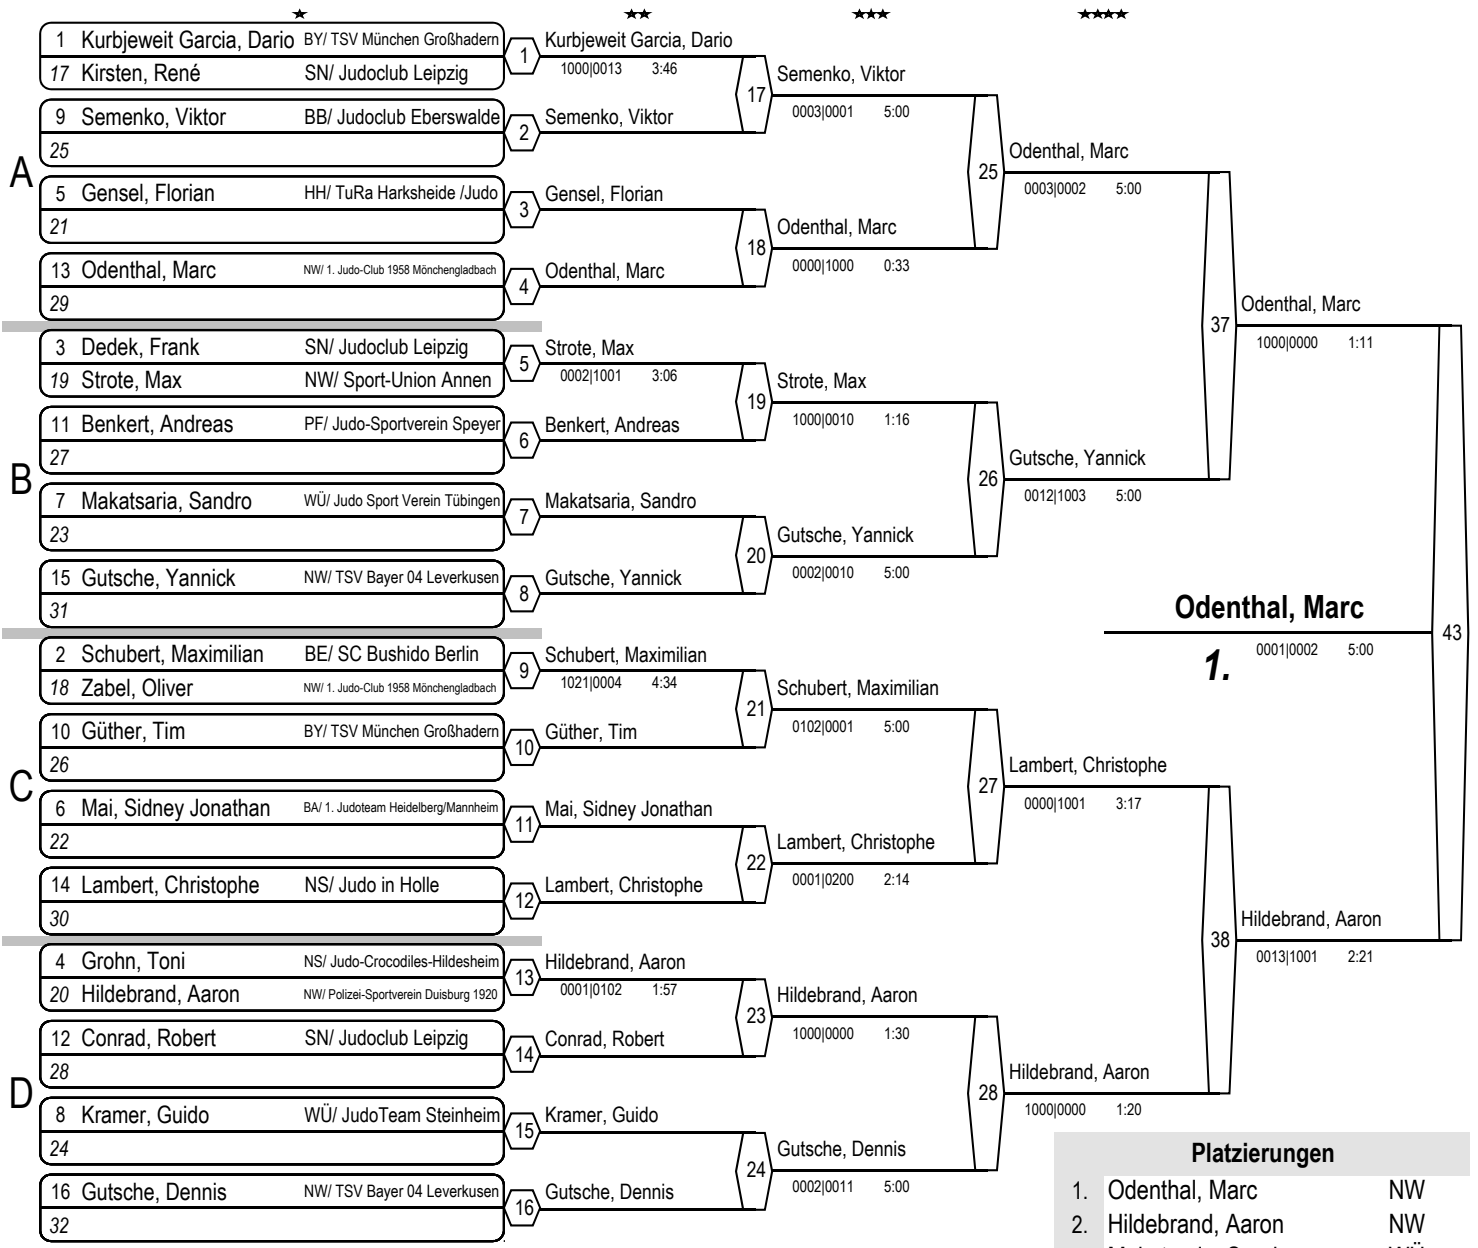 1 Kurbjeweit Garcia, Dario BY/ TSV München Großhadern
17 Kirsten, René SN/ Judoclub Leipzig
9 Semenko, Viktor BB/ Judoclub Eberswalde
25
A
5 Gensel, Florian HH/ TuRa Harksheide /Judo
21
13 Odenthal, Marc NW/ 1. Judo-Club 1958 Mönchengladbach
29
3 Dedek, Frank SN/ Judoclub Leipzig
19 Strote, Max NW/ Sport-Union Annen
11 Benkert, Andreas PF/ Judo-Sportverein Speyer
27
B
7 Makatsaria, Sandro WÜ/ Judo Sport Verein Tübingen
23
15 Gutsche, Yannick NW/ TSV Bayer 04 Leverkusen
31
2 Schubert, Maximilian BE/ SC Bushido Berlin
18 Zabel, Oliver NW/ 1. Judo-Club 1958 Mönchengladbach
10 Güther, Tim BY/ TSV München Großhadern
26
C
6 Mai, Sidney Jonathan BA/ 1. Judoteam Heidelberg/Mannheim
22
14 Lambert, Christophe NS/ Judo in Holle
30
4 Grohn, Toni NS/ Judo-Crocodiles-Hildesheim
20 Hildebrand, Aaron NW/ Polizei-Sportverein Duisburg 1920
12 Conrad, Robert SN/ Judoclub Leipzig
28
D
8 Kramer, Guido WÜ/ JudoTeam Steinheim
24
16 Gutsche, Dennis NW/ TSV Bayer 04 Leverkusen
32
1 Kurbjeweit Garcia, Dario
1000|0013 3:46
2 Semenko, Viktor
3 Gensel, Florian
4 Odenthal, Marc
5 Strote, Max
0002|1001 3:06
6 Benkert, Andreas
7 Makatsaria, Sandro
8 Gutsche, Yannick
9 Schubert, Maximilian
1021|0004 4:34
10 Güther, Tim
11 Mai, Sidney Jonathan
12 Lambert, Christophe
13 Hildebrand, Aaron
0001|0102 1:57
14 Conrad, Robert
15 Kramer, Guido
16 Gutsche, Dennis
17 Semenko, Viktor
0003|0001 5:00
18 Odenthal, Marc
0000|1000 0:33
19 Strote, Max
1000|0010 1:16
20 Gutsche, Yannick
0002|0010 5:00
21 Schubert, Maximilian
0102|0001 5:00
22 Lambert, Christophe
0001|0200 2:14
23 Hildebrand, Aaron
1000|0000 1:30
24 Gutsche, Dennis
0002|0011 5:00
25 Odenthal, Marc
0003|0002 5:00
26 Gutsche, Yannick
0012|1003 5:00
27 Lambert, Christophe
0000|1001 3:17
28 Hildebrand, Aaron
1000|0000 1:20
37 Odenthal, Marc
1000|0000 1:11
38 Hildebrand, Aaron
0013|1001 2:21
Odenthal, Marc
43
1. 0001|0002 5:00
Platzierungen
1. Odenthal, Marc NW
2. Hildebrand, Aaron NW